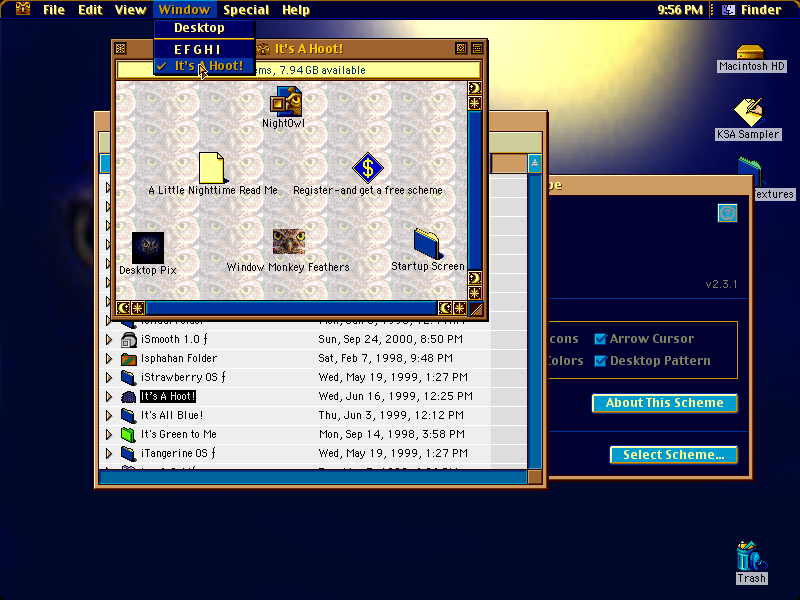 File Edit View Window Special Help 9:56 PM Finder
Desktop
E F G H I
It's A Hoot!
It's A Hoot!
ems, 7.94 GB available
NightOwl
A Little Nighttime Read Me
Register-and get a free scheme
Desktop Pix
Window Monkey Feathers
Startup Screen
Macintosh HD
KSA Sampler
extures
v2.3.1
cons
Arrow Cursor
Colors
Desktop Pattern
About This Scheme
Select Scheme...
iSmooth 1.0 ƒ Sun, Sep 24, 2000, 8:50 PM
Isphahan Folder Sat, Feb 7, 1998, 9:48 PM
iStrawberry OS ƒ Wed, May 19, 1999, 1:27 PM
It's A Hoot! Wed, Jun 16, 1999, 12:25 PM
It's All Blue! Thu, Jun 3, 1999, 12:12 PM
It's Green to Me Mon, Sep 14, 1998, 3:58 PM
iTangerine OS ƒ Wed, May 19, 1999, 1:27 PM
Trash